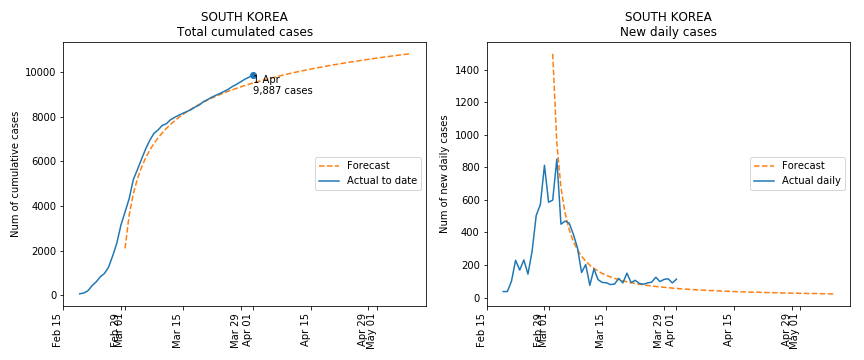 SOUTH KOREA
Total cumulated cases
Num of cumulative cases
10000
8000
6000
4000
2000
0
1 Apr
9,887 cases
Forecast
Actual to date
Feb 15
Feb 29
Mar 01
Mar 15
Mar 29
Apr 01
Apr 15
Apr 29
May 01
SOUTH KOREA
New daily cases
Num of new daily cases
1400
1200
1000
800
600
400
200
0
Forecast
Actual daily
Feb 15
Feb 29
Mar 01
Mar 15
Mar 29
Apr 01
Apr 15
Apr 29
May 01